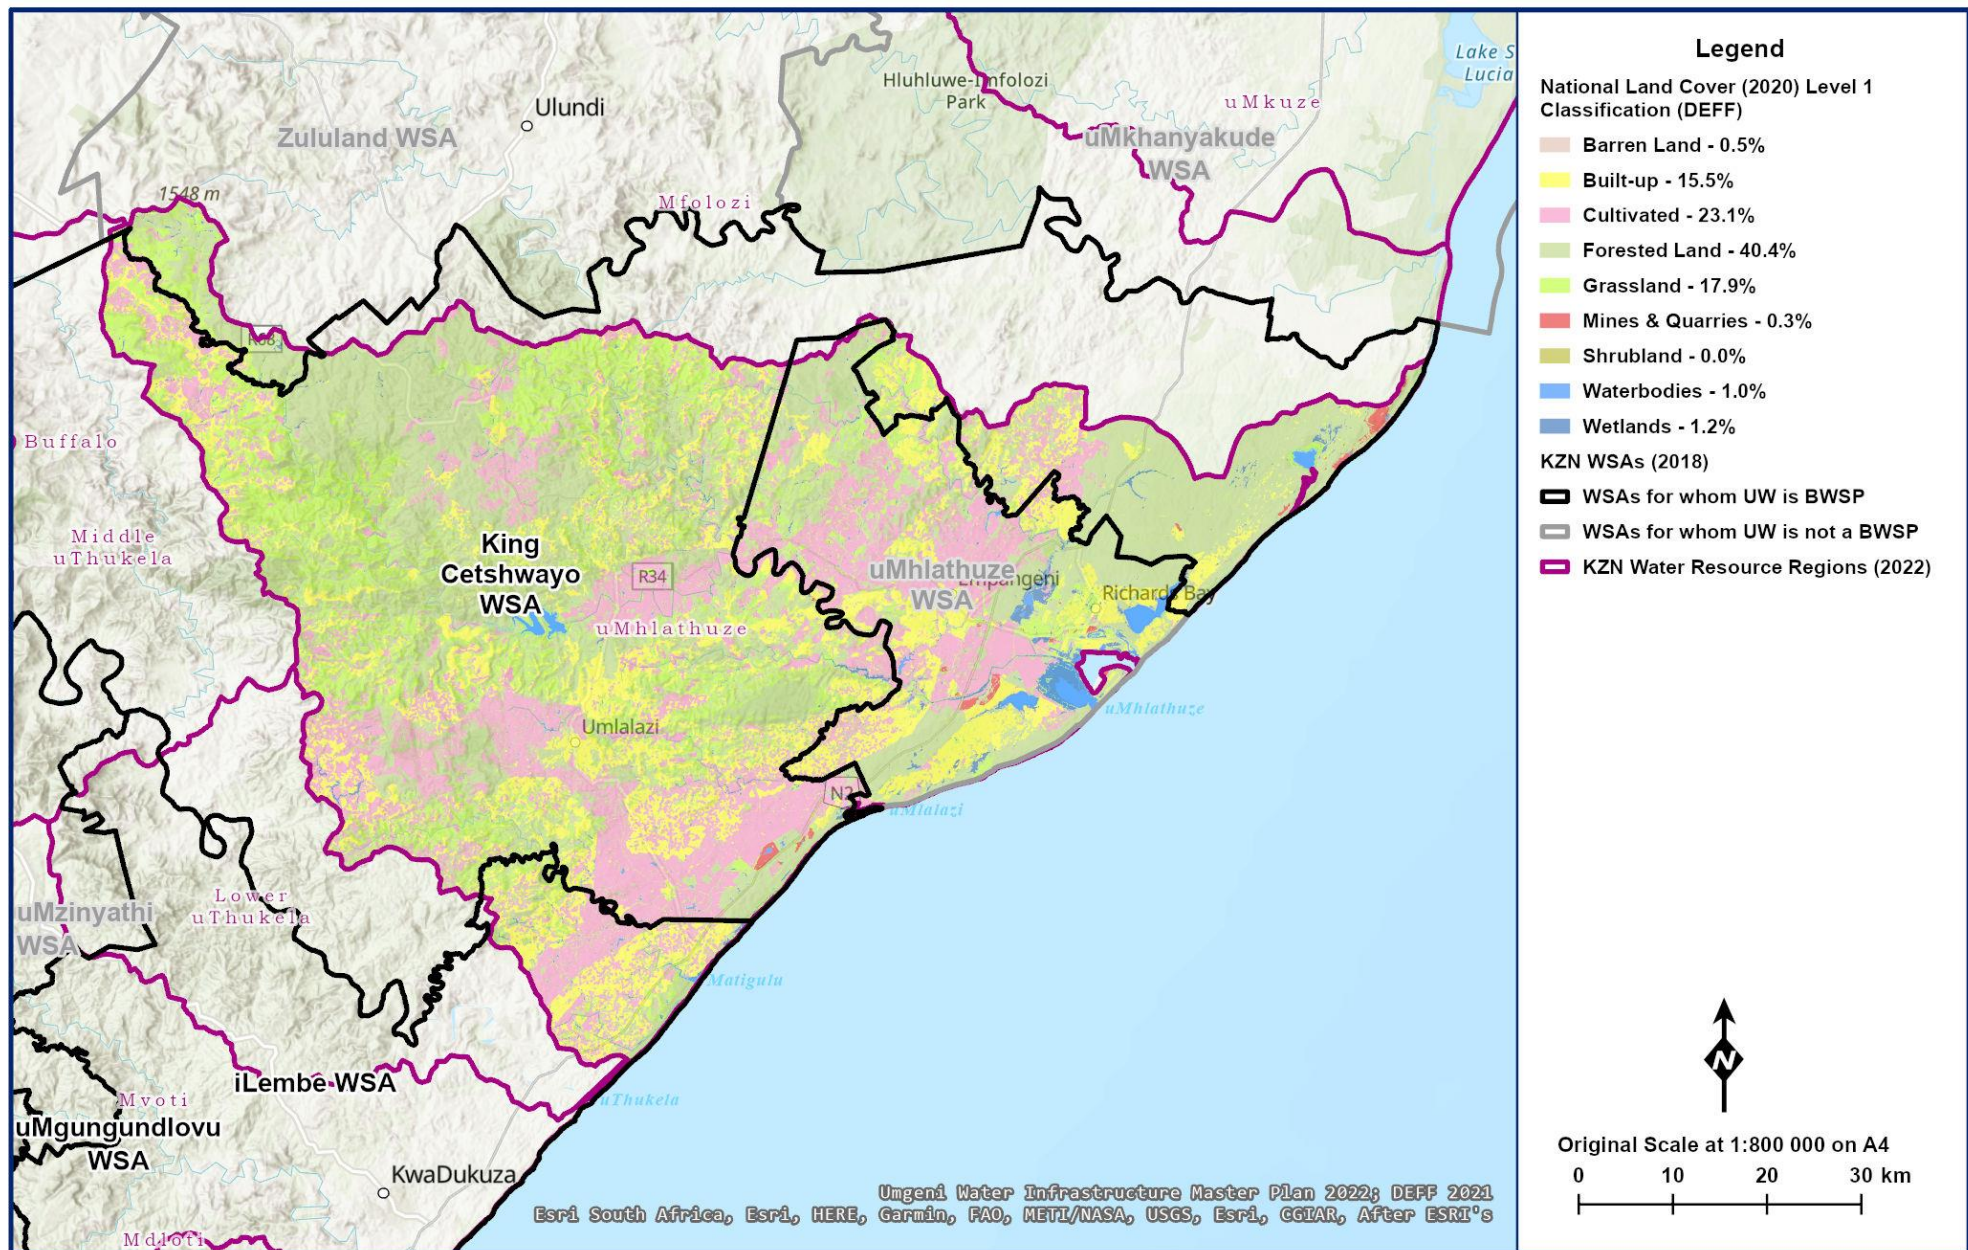 Lake S
Lucia
Hluhluwe-Imfolozi
Park
uMkuze
Ulundi
Zululand WSA
uMkhanyakude
WSA
1548 m
Mfolozi
R68
Buffalo
Middle
uThukela
King
Cetshwayo
WSA
R34
uMhlathuze
WSA
Empangeni
Richards Bay
uMhlathuze
uMhlathuze
Umlalazi
N2
uMlalazi
uMzinyathi
WSA
Lower
uThukela
Matigulu
iLembe WSA
Mvoti
uThukela
uMgungundlovu
WSA
KwaDukuza
Mdloti
Umgeni Water Infrastructure Master Plan 2022; DEFF 2021
Esri South Africa, Esri, HERE, Garmin, FAO, METI/NASA, USGS, Esri, CGIAR, After ESRI's
Legend
National Land Cover (2020) Level 1
Classification (DEFF)
Barren Land - 0.5%
Built-up - 15.5%
Cultivated - 23.1%
Forested Land - 40.4%
Grassland - 17.9%
Mines & Quarries - 0.3%
Shrubland - 0.0%
Waterbodies - 1.0%
Wetlands - 1.2%
KZN WSAs (2018)
WSAs for whom UW is BWSP
WSAs for whom UW is not a BWSP
KZN Water Resource Regions (2022)
N
Original Scale at 1:800 000 on A4
0 10 20 30 km